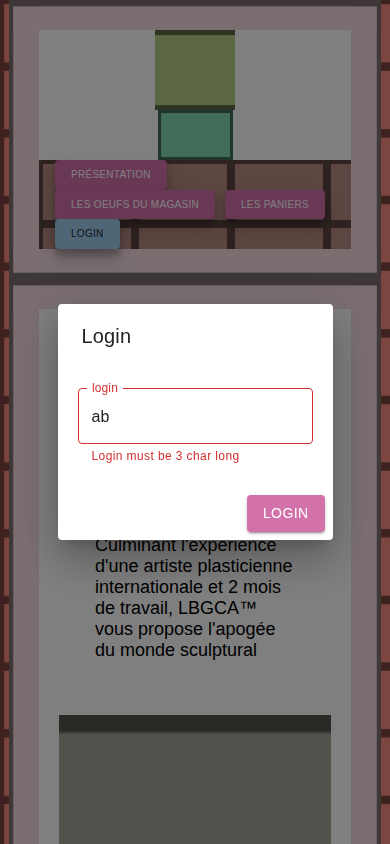 PRÉSENTATION
LES OEUFS DU MAGASIN
LES PANIERS
LOGIN
Login
login
ab
Login must be 3 char long
LOGIN
Culminant l'expérience
d'une artiste plasticienne
internationale et 2 mois
de travail, LBGCA™
vous propose l'apogée
du monde sculptural